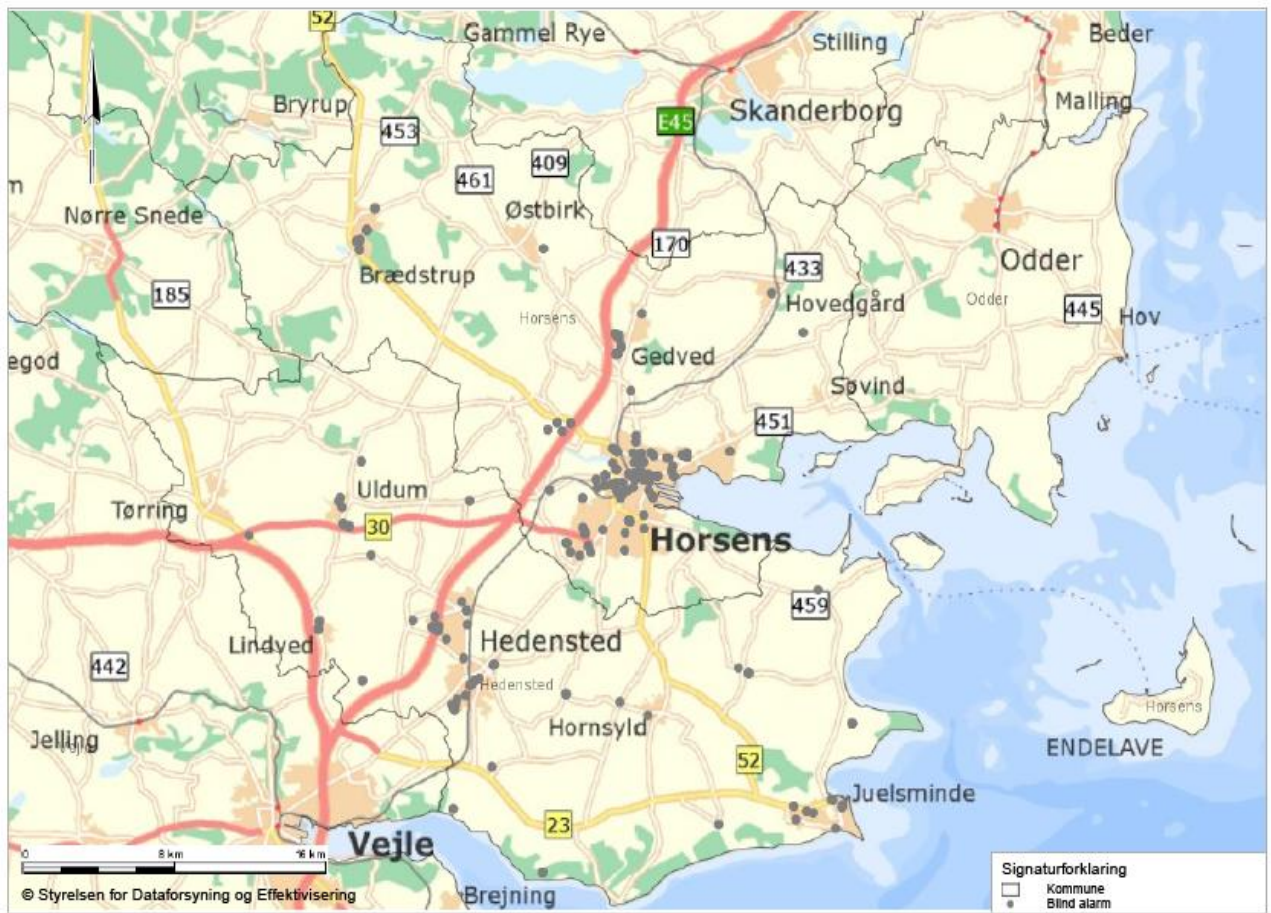 52
Gammel Rye
Stilling
Beder
Bryrup
Malling
Skanderborg
E45
453
409
461
Østbirk
Nørre Snede
170
433
Odder
Brædstrup
185
Hovedgård
Odder
445
Hov
Horsens
Gedved
egod
Søvind
451
Uldum
Tørring
30
Horsens
459
Lindved
Hedensted
442
Hedensted
Horsens
Hornsyld
Jelling
ENDELAVE
52
Juelsminde
23
Vejle
0 8 km 16 km
Brejning
© Styrelsen for Dataforsyning og Effektivisering
Signaturforklaring
Kommune
Blind alarm